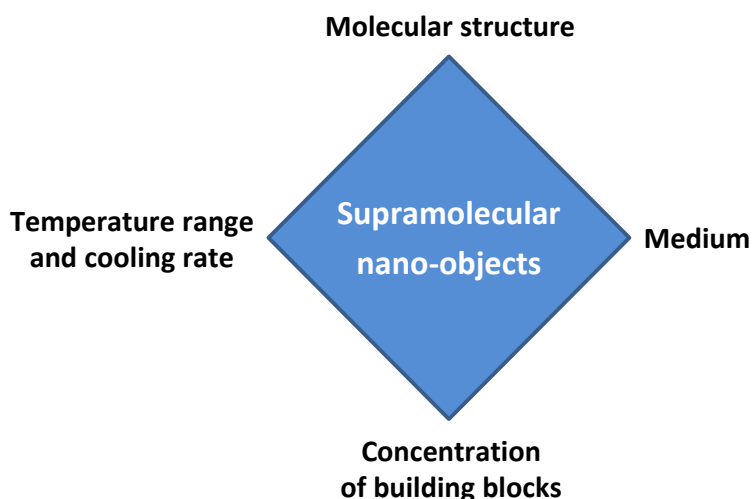 Molecular structure
Temperature range
and cooling rate
Supramolecular
nano-objects
Medium
Concentration
of building blocks